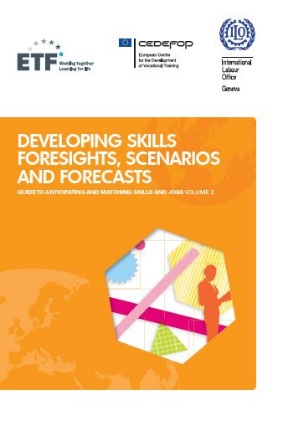 ETF
Working together
Learning for life
CEDEFOP
European Centre
for the Development
of Vocational Training
International
Labour
Office
Geneva
DEVELOPING SKILLS
FORESIGHTS, SCENARIOS
AND FORECASTS
GUIDE TO ANTICIPATING AND MATCHING SKILLS AND JOBS VOLUME 2